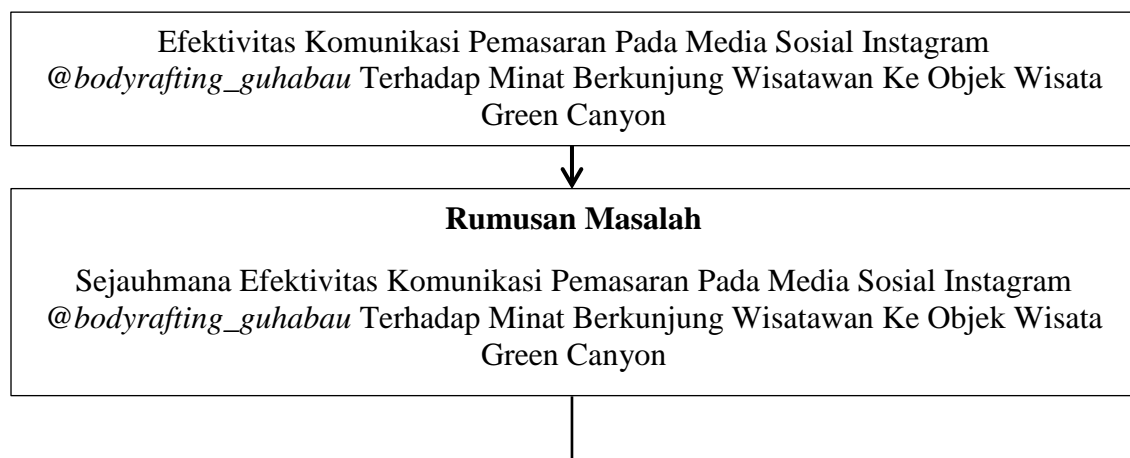 Efektivitas Komunikasi Pemasaran Pada Media Sosial Instagram
@bodyrafting_guhabau Terhadap Minat Berkunjung Wisatawan Ke Objek Wisata
Green Canyon
Rumusan Masalah
Sejauhmana Efektivitas Komunikasi Pemasaran Pada Media Sosial Instagram
@bodyrafting_guhabau Terhadap Minat Berkunjung Wisatawan Ke Objek Wisata
Green Canyon